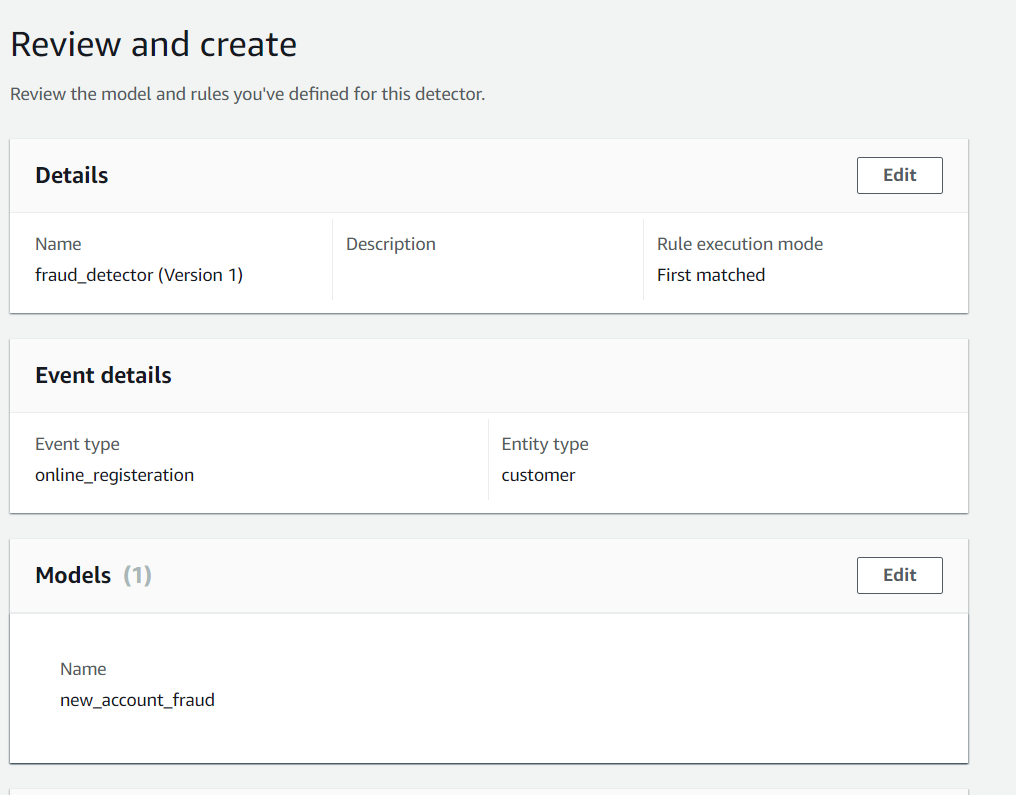 Review and create
Review the model and rules you've defined for this detector.
Details
Edit
Name
Description
Rule execution mode
fraud_detector (Version 1)
First matched
Event details
Event type
Entity type
online_registeration
customer
Models (1)
Edit
Name
new_account_fraud